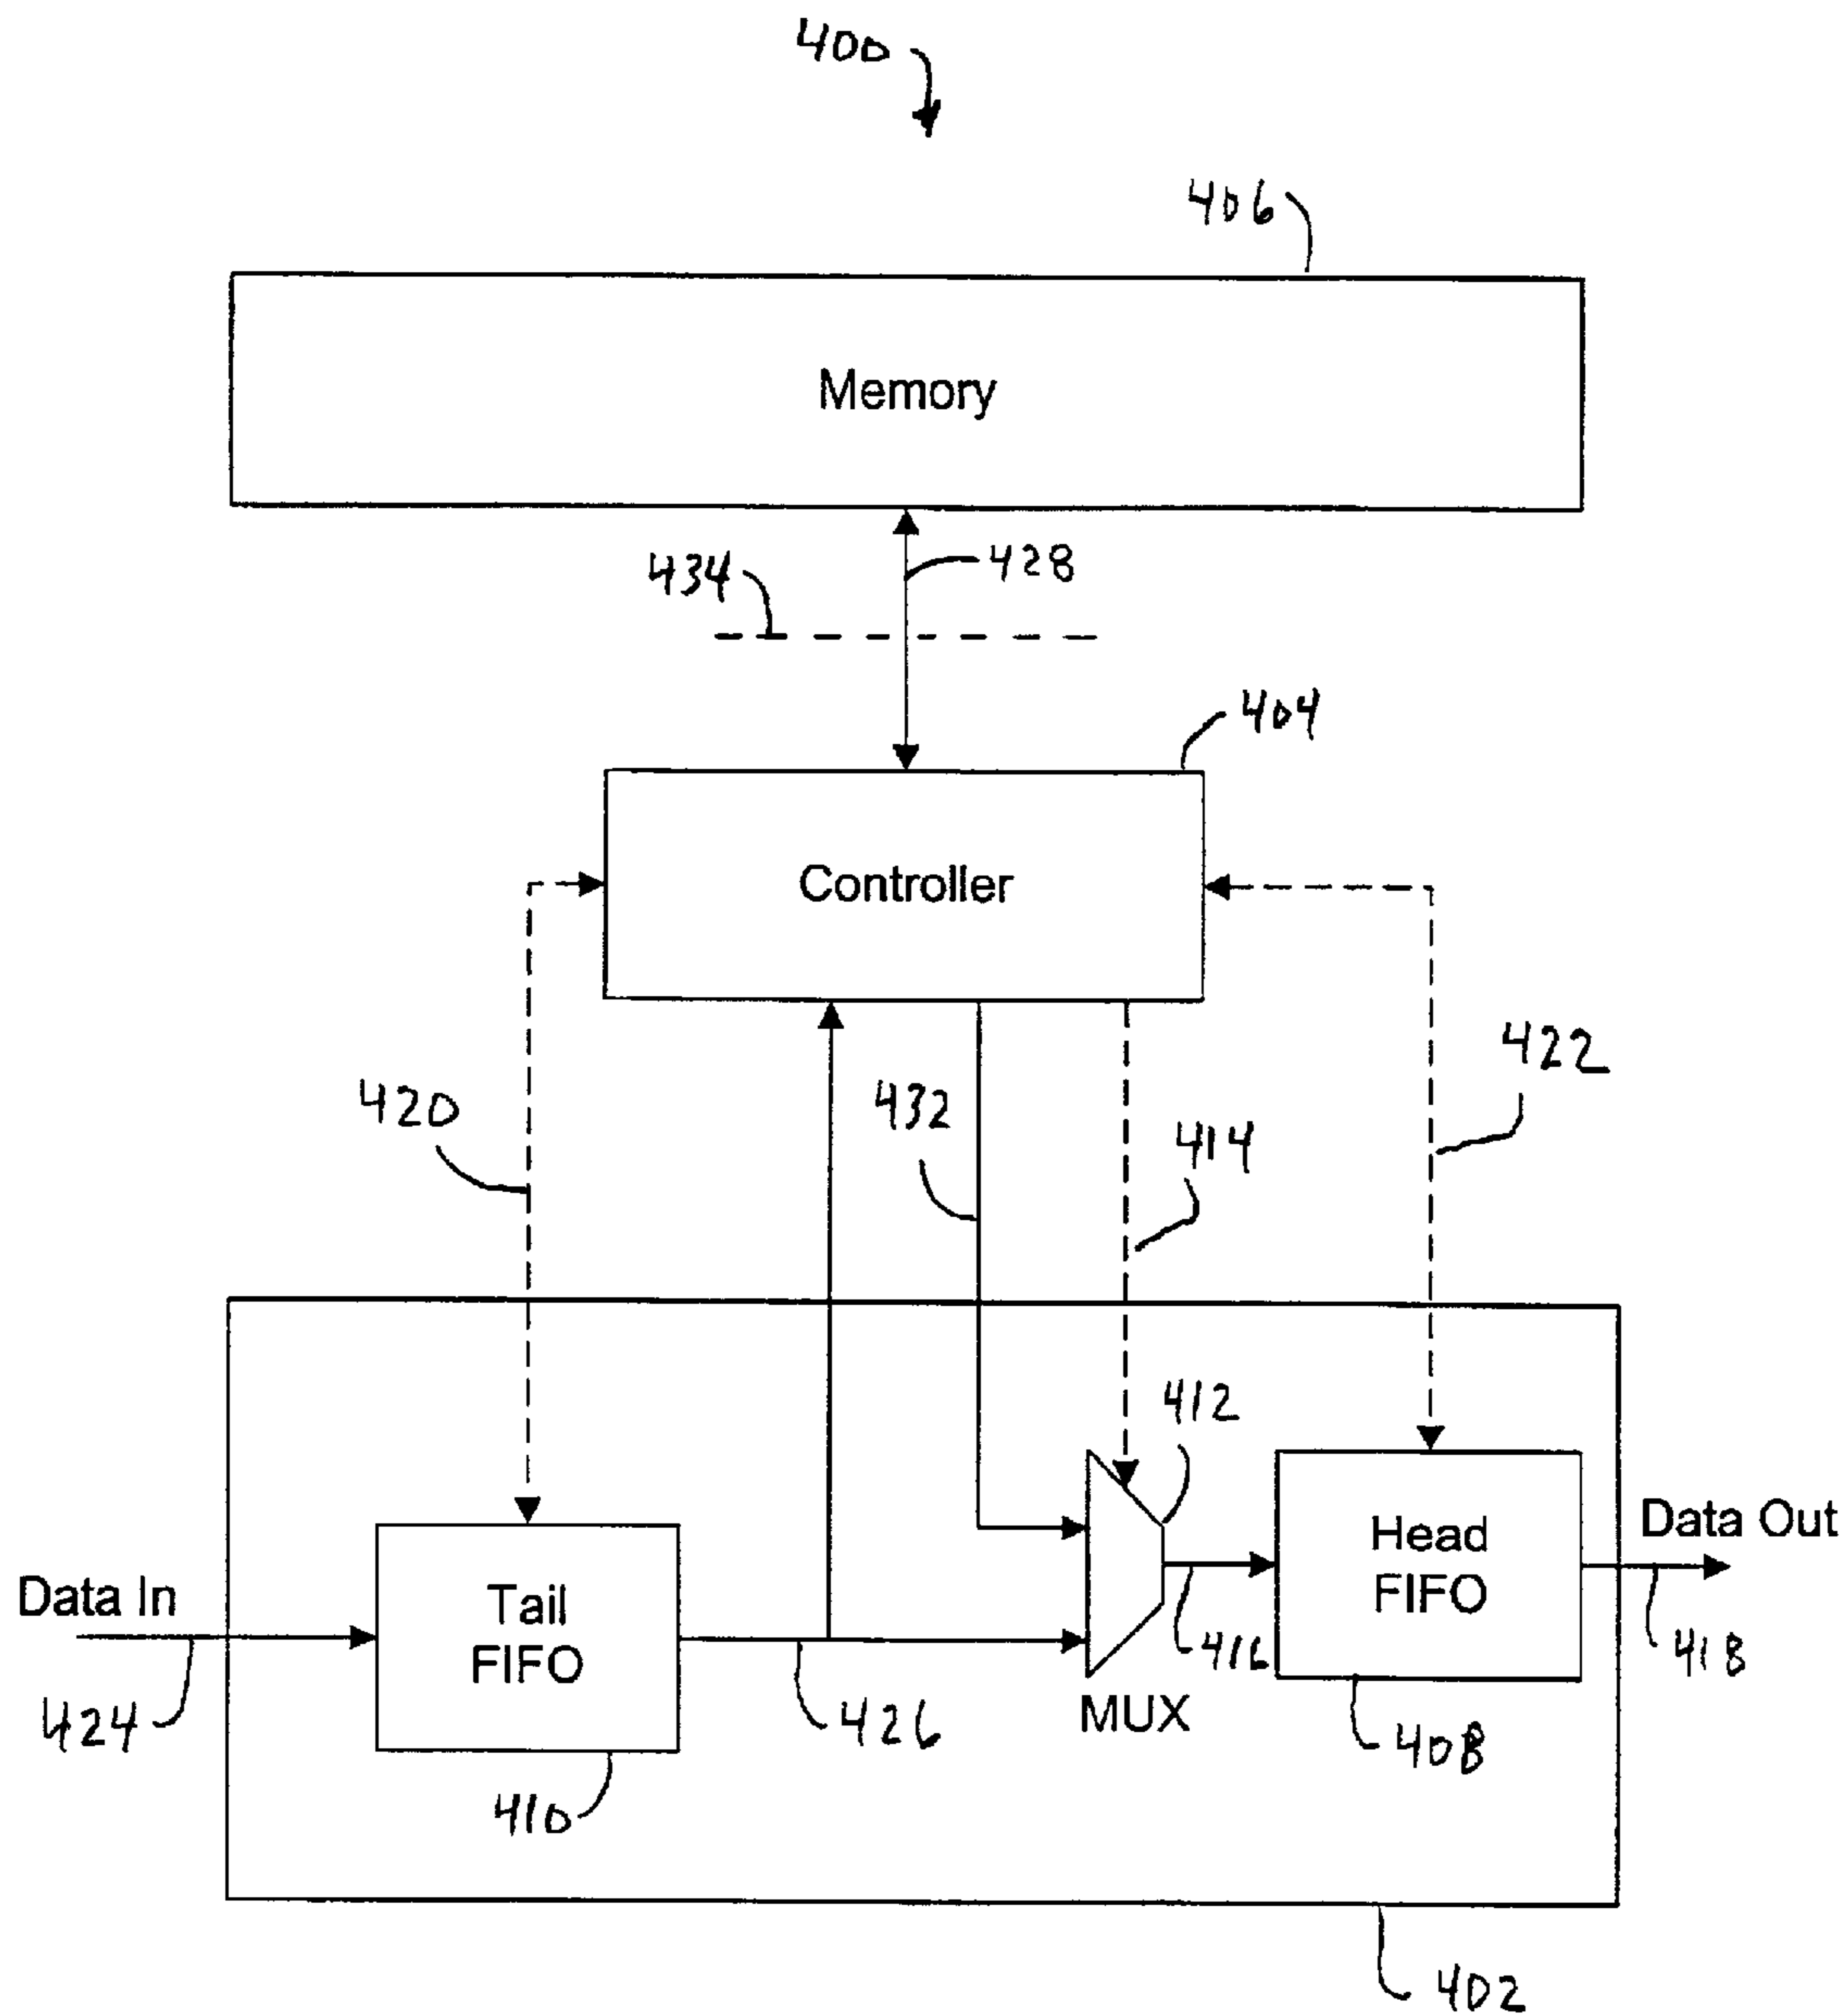 400
406
Memory
434
428
404
Controller
420
432
414
422
412
Data In
Tail
FIFO
Head
FIFO
Data Out
424
426
MUX
416
408
418
410
402